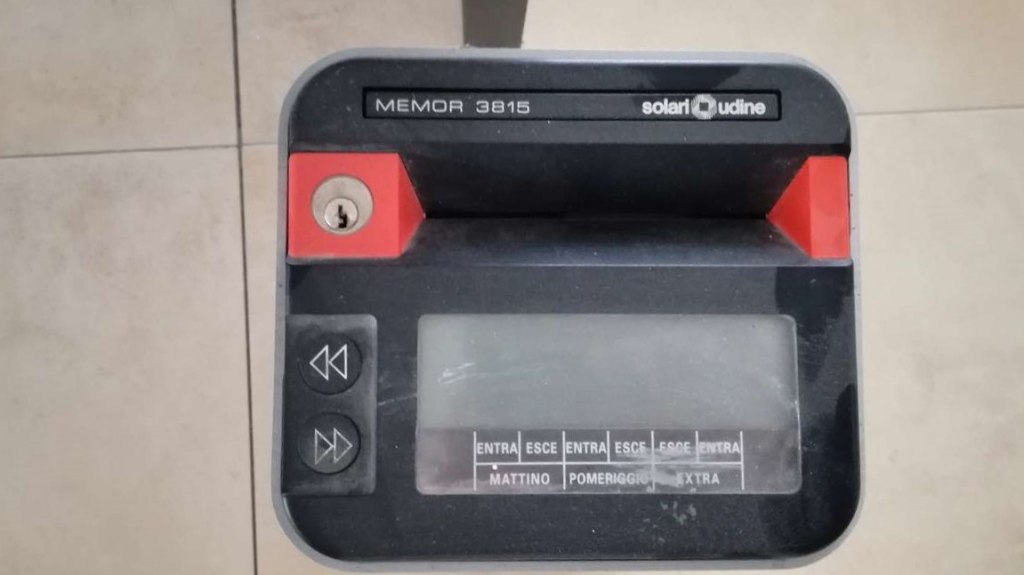 MEMOR 3815 solari udine
ENTRA ESCE ENTRA ESCE ESCE ENTRA
MATTINO POMERIGGIO EXTRA